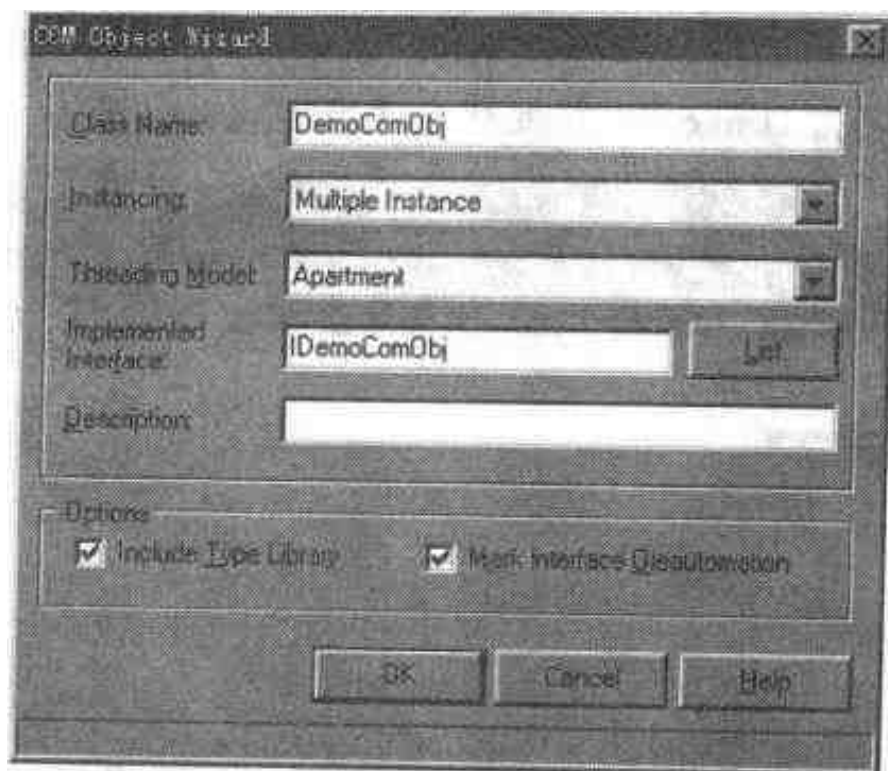 COM Object Wizard
Class Name: DemoComObj
Instancing: Multiple Instance
Threading Model: Apartment
Implemented Interface: IDemoComObj List
Description:
Options
Include Type Library Mark Interface Oleautomation
OK Cancel Help